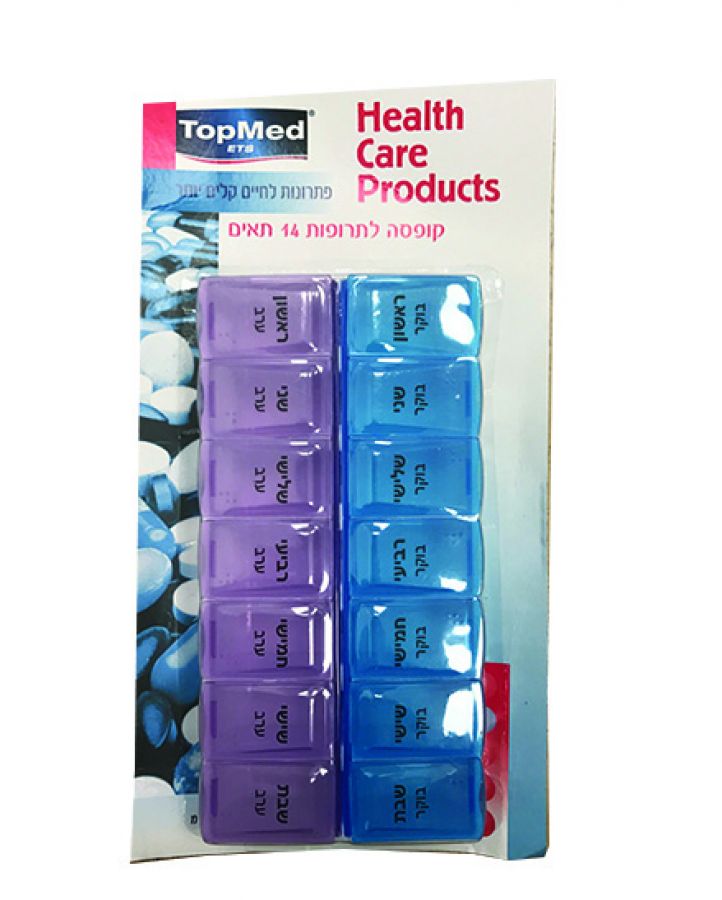 TopMed®
ETS
Health
Care
Products
פתרונות לחיים קלים יותר
קופסה לתרופות 14 תאים
ראשון
בוקר
ראשון
ערב
שני
בוקר
שני
ערב
שלישי
בוקר
שלישי
ערב
רביעי
בוקר
רביעי
ערב
חמישי
בוקר
חמישי
ערב
שישי
בוקר
שישי
ערב
שבת
בוקר
שבת
ערב